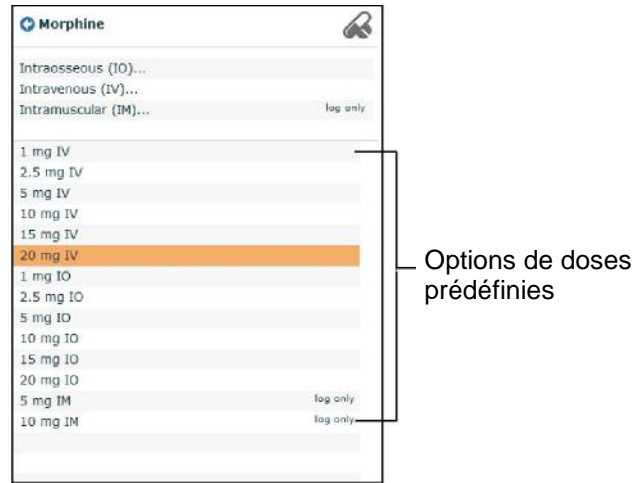 Morphine
Intraosseous (IO)...
Intravenous (IV)...
Intramuscular (IM)... log only
1 mg IV
2.5 mg IV
5 mg IV
10 mg IV
15 mg IV
20 mg IV
1 mg IO
2.5 mg IO
5 mg IO
10 mg IO
15 mg IO
20 mg IO
5 mg IM log only
10 mg IM log only
Options de doses
prédéfinies